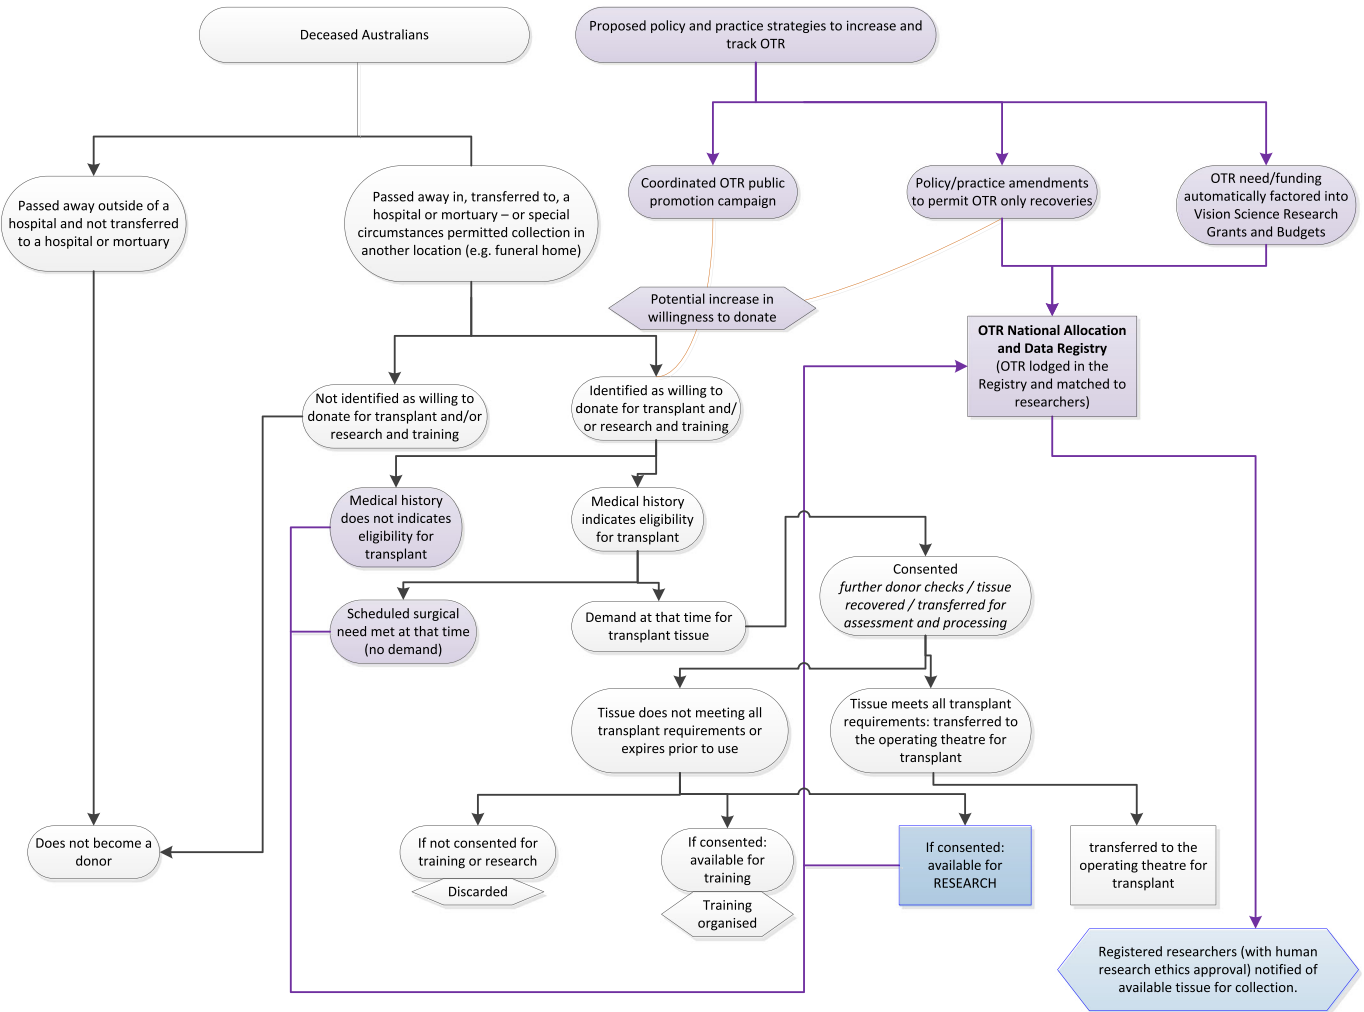 Deceased Australians
Proposed policy and practice strategies to increase and
track OTR
Passed away outside of a
hospital and not transferred
to a hospital or mortuary
Passed away in, transferred to, a
hospital or mortuary – or special
circumstances permitted collection in
another location (e.g. funeral home)
Coordinated OTR public
promotion campaign
Policy/practice amendments
to permit OTR only recoveries
OTR need/funding
automatically factored into
Vision Science Research
Grants and Budgets
Potential increase in
willingness to donate
OTR National Allocation
and Data Registry
(OTR lodged in the
Registry and matched to
researchers)
Not identified as willing to
donate for transplant and/or
research and training
Identified as willing to
donate for transplant and/
or research and training
Medical history
does not indicates
eligibility for
transplant
Medical history
indicates eligibility
for transplant
Scheduled surgical
need met at that time
(no demand)
Demand at that time for
transplant tissue
Consented
further donor checks / tissue
recovered / transferred for
assessment and processing
Tissue does not meeting all
transplant requirements or
expires prior to use
Tissue meets all transplant
requirements: transferred to
the operating theatre for
transplant
Does not become a
donor
If not consented for
training or research
Discarded
If consented:
available for
training
Training
organised
If consented:
available for
RESEARCH
transferred to the
operating theatre for
transplant
Registered researchers (with human
research ethics approval) notified of
available tissue for collection.